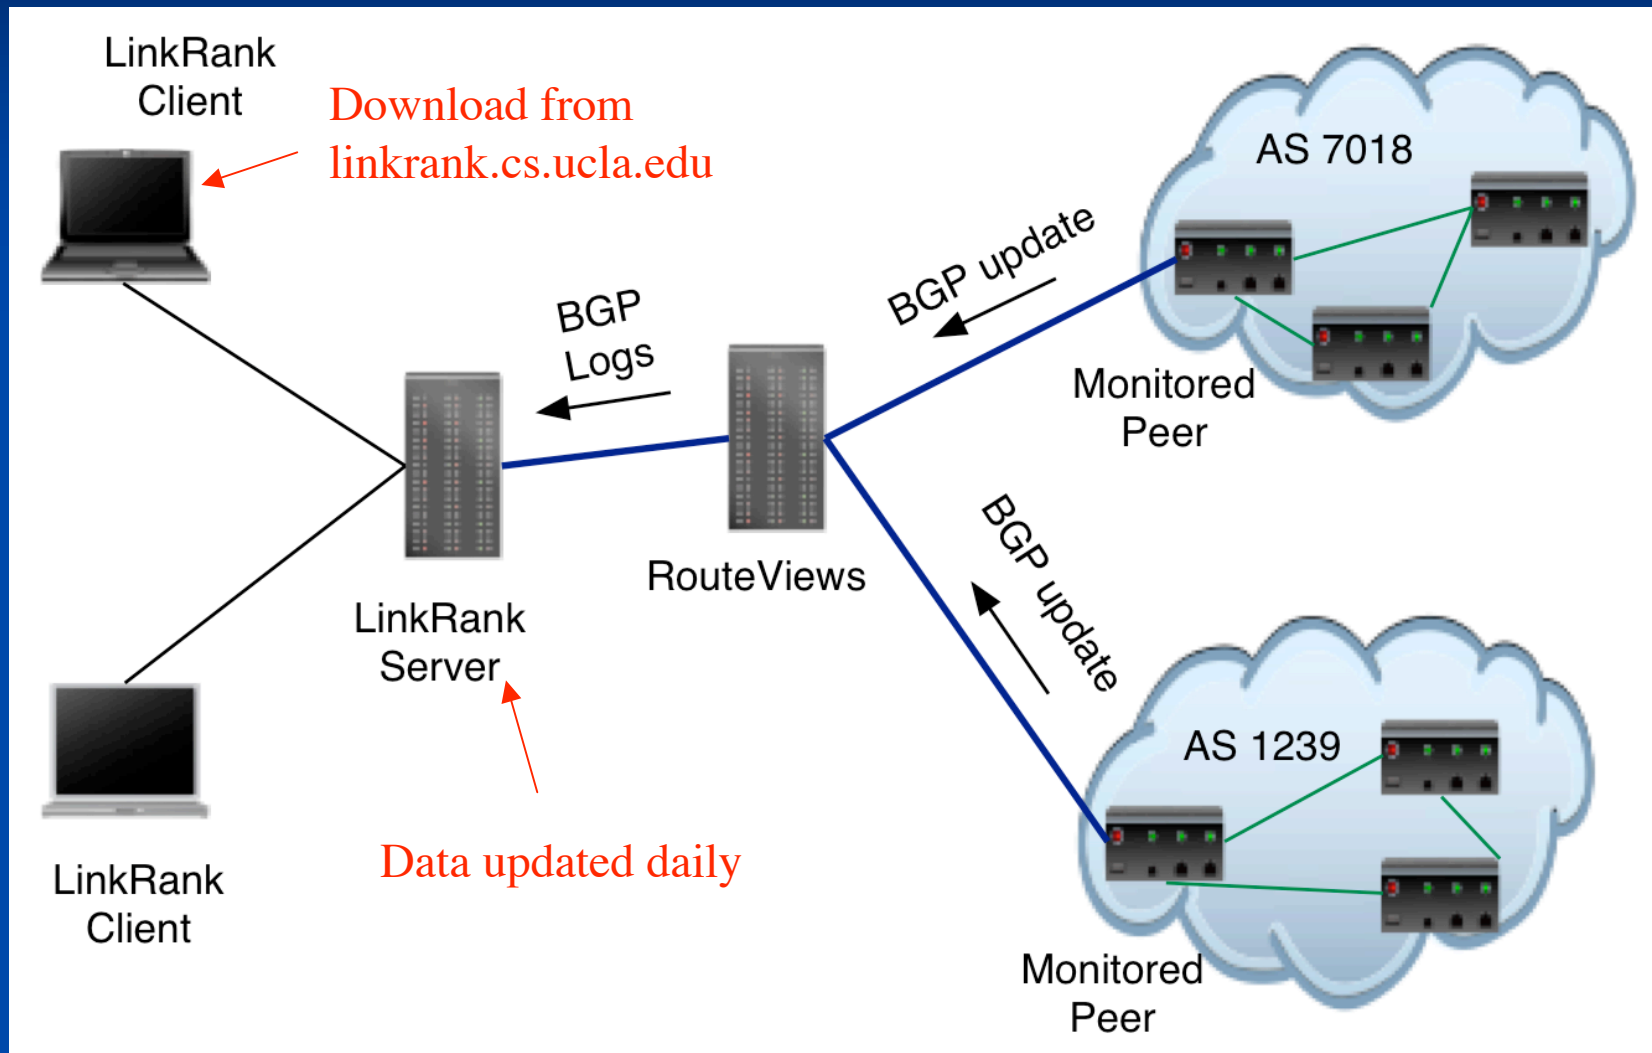 LinkRank
Client
Download from
linkrank.cs.ucla.edu
AS 7018
BGP update
BGP
Logs
Monitored
Peer
RouteViews
LinkRank
Server
BGP update
AS 1239
Data updated daily
LinkRank
Client
Monitored
Peer